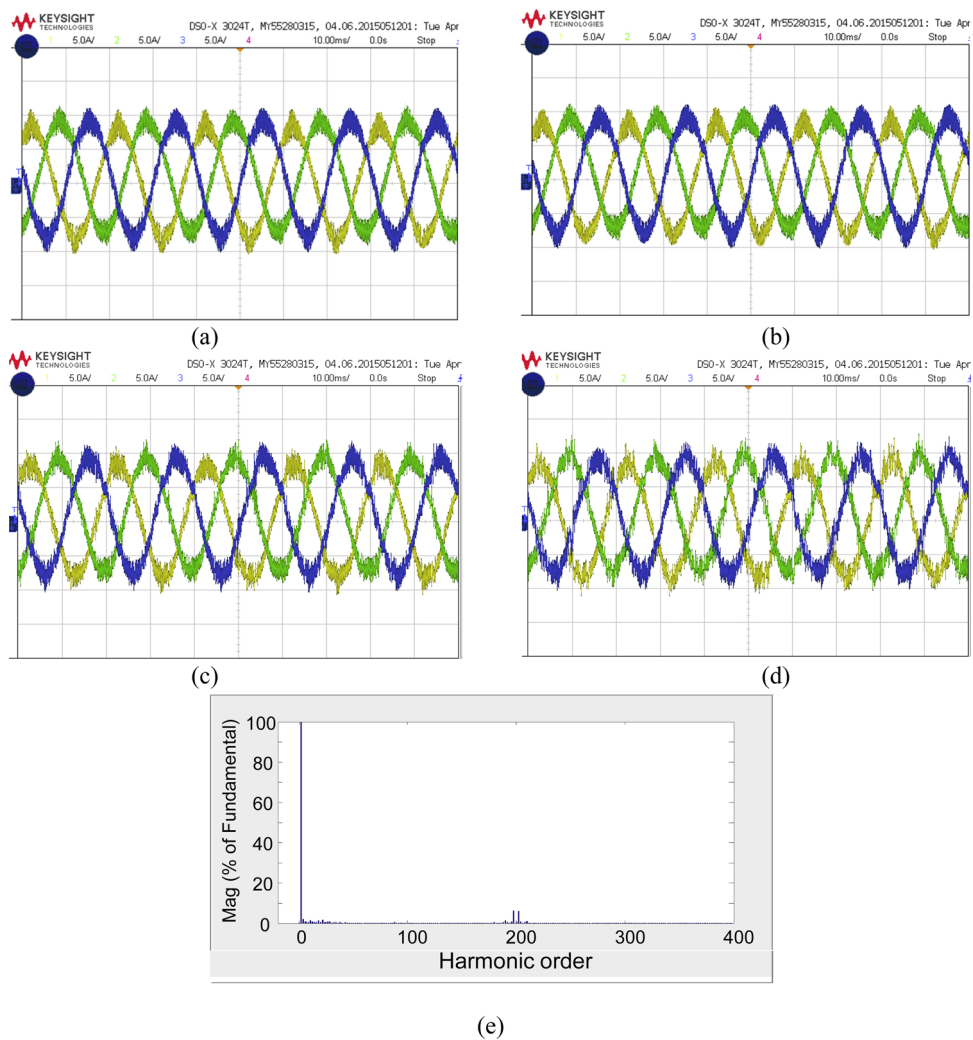 KEYSIGHT
TECHNOLOGIES
DSO-X 3024T, MY55280315, 04.06.2015051201: Tue Apr
1 5.0A/ 2 5.0A/ 3 5.0A/ 4 10.00ms/ 0.0s Stop
(a)
KEYSIGHT
TECHNOLOGIES
DSO-X 3024T, MY55280315, 04.06.2015051201: Tue Apr
1 5.0A/ 2 5.0A/ 3 5.0A/ 4 10.00ms/ 0.0s Stop
(b)
KEYSIGHT
TECHNOLOGIES
DSO-X 3024T, MY55280315, 04.06.2015051201: Tue Apr
1 5.0A/ 2 5.0A/ 3 5.0A/ 4 10.00ms/ 0.0s Stop
(c)
KEYSIGHT
TECHNOLOGIES
DSO-X 3024T, MY55280315, 04.06.2015051201: Tue Apr
1 5.0A/ 2 5.0A/ 3 5.0A/ 4 10.00ms/ 0.0s Stop
(d)
Mag (% of Fundamental)
100
80
60
40
20
0
0 100 200 300 400
Harmonic order
(e)